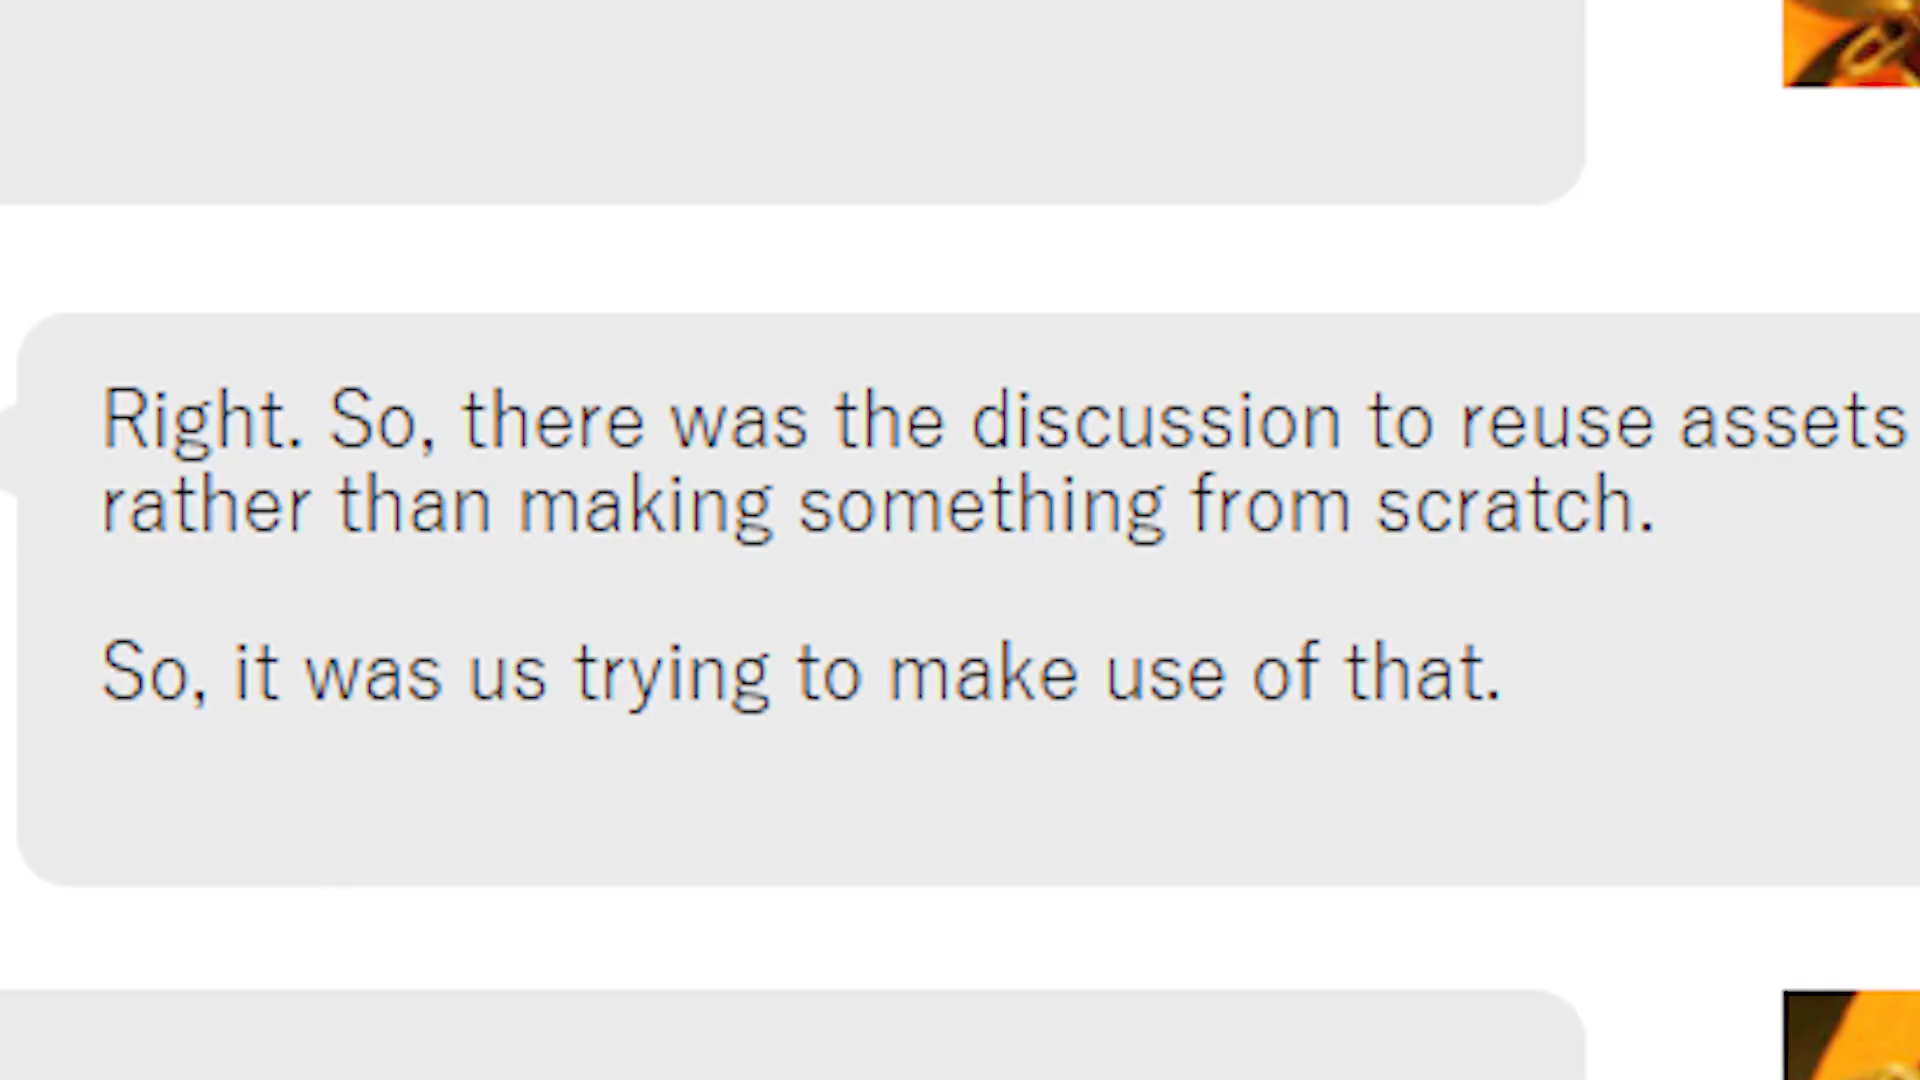 Right. So, there was the discussion to reuse assets
rather than making something from scratch.
So, it was us trying to make use of that.